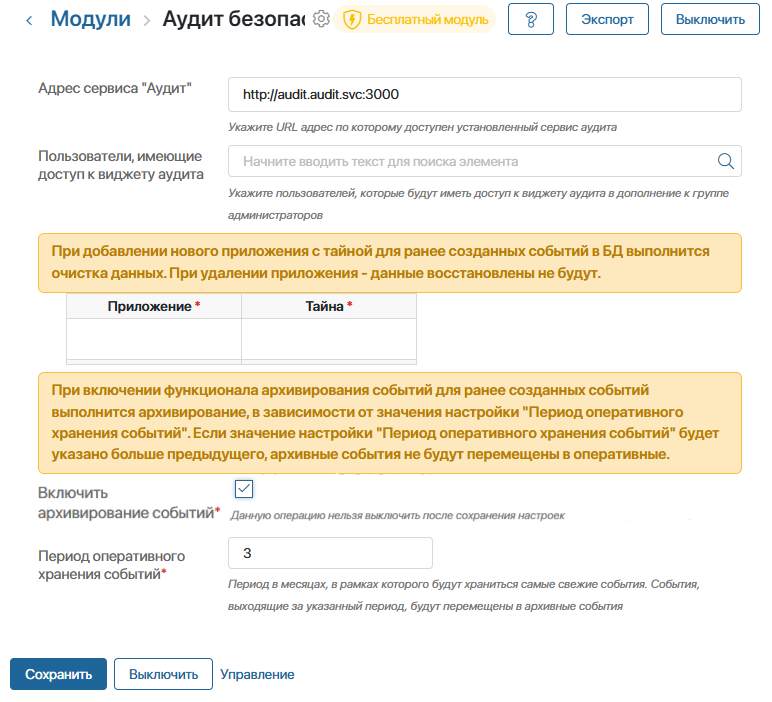 Модули
Аудит безопас
Бесплатный модуль
?
Экспорт
Выключить
Адрес сервиса "Аудит"
http://audit.audit.svc:3000
Укажите URL адрес по которому доступен установленный сервис аудита
Пользователи, имеющие
доступ к виджету аудита
Начните вводить текст для поиска элемента
Укажите пользователей, которые будут иметь доступ к виджету аудита в дополнение к группе
администраторов
При добавлении нового приложения с тайной для ранее созданных событий в БД выполнится
очистка данных. При удалении приложения - данные восстановлены не будут.
Приложение *
Тайна *
При включении функционала архивирования событий для ранее созданных событий
выполнится архивирование, в зависимости от значения настройки "Период оперативного
хранения событий". Если значение настройки "Период оперативного хранения событий" будет
указано больше предыдущего, архивные события не будут перемещены в оперативные.
Включить
архивирование событий*
Данную операцию нельзя выключить после сохранения настроек
Период оперативного
хранения событий*
3
Период в месяцах, в рамках которого будут храниться самые свежие события. События,
выходящие за указанный период, будут перемещены в архивные события
Сохранить
Выключить
Управление